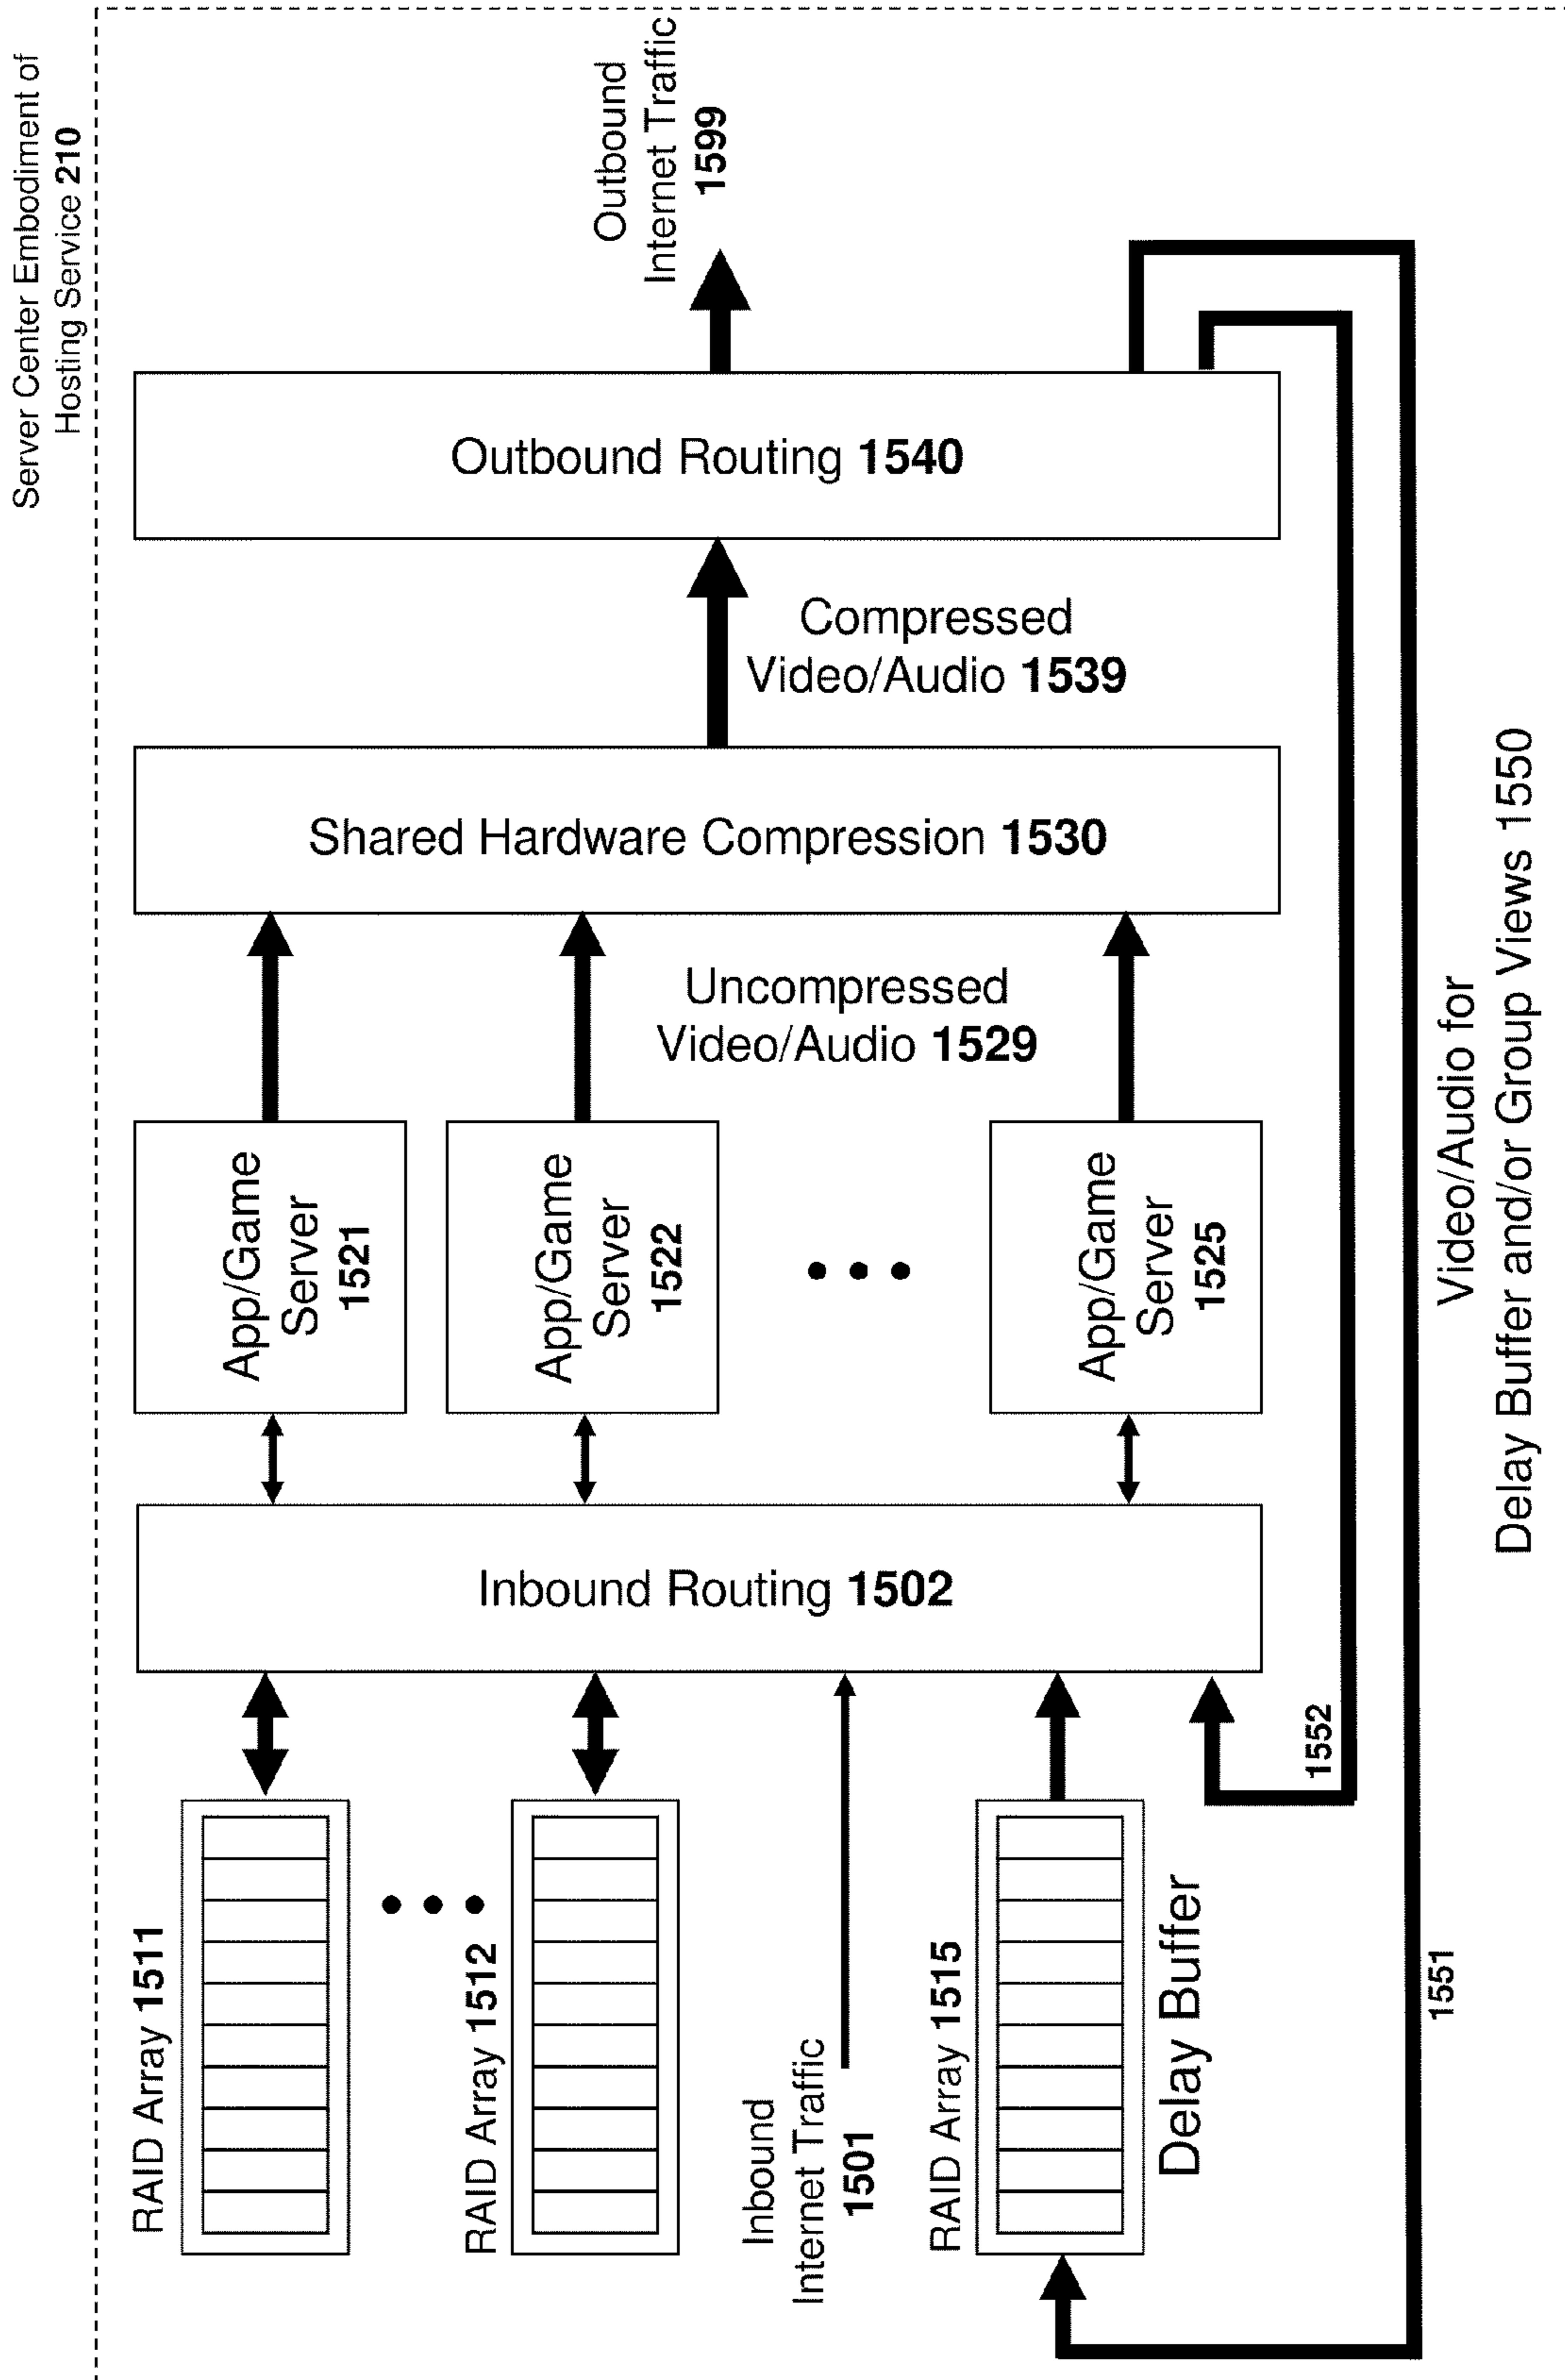 Server Center Embodiment of
Hosting Service 210
RAID Array 1511
RAID Array 1512
Inbound
Internet Traffic
1501
RAID Array 1515
Delay Buffer
Inbound Routing 1502
App/Game
Server
1521
App/Game
Server
1522
App/Game
Server
1525
Uncompressed
Video/Audio 1529
Shared Hardware Compression 1530
Compressed
Video/Audio 1539
Outbound Routing 1540
Outbound
Internet Traffic
1599
1552
1551
Video/Audio for
Delay Buffer and/or Group Views 1550